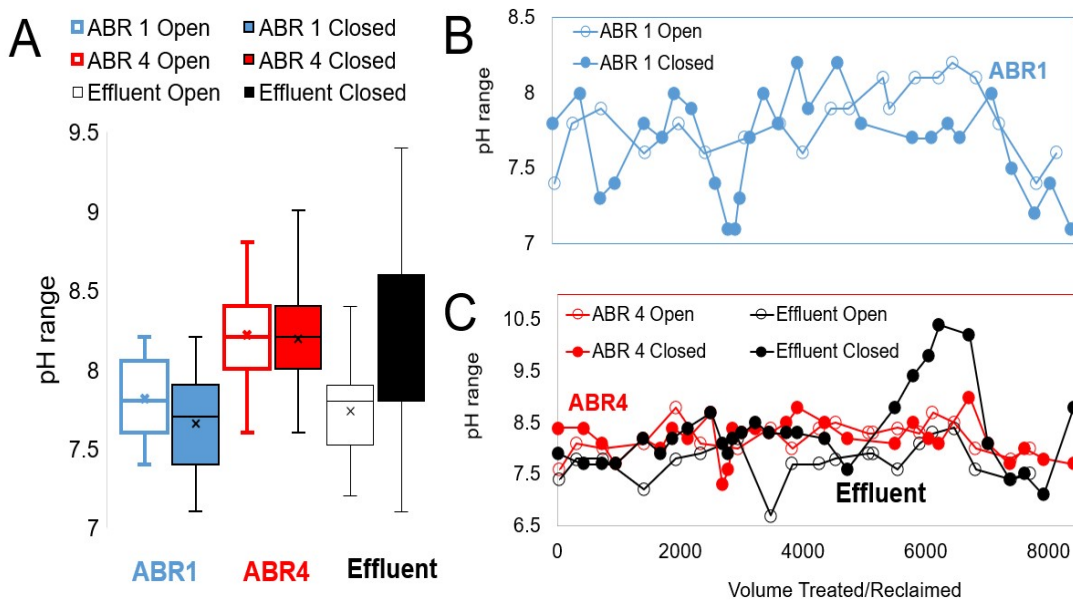 A
ABR 1 Open
ABR 1 Closed
ABR 4 Open
ABR 4 Closed
Effluent Open
Effluent Closed
pH range
9.5
9
8.5
8
7.5
7
ABR1
ABR4
Effluent
B
ABR 1 Open
ABR 1 Closed
ABR1
pH range
8.5
8
7.5
7
C
ABR 4 Open
Effluent Open
ABR 4 Closed
Effluent Closed
ABR4
Effluent
pH range
10.5
9.5
8.5
7.5
6.5
0 2000 4000 6000 8000
Volume Treated/Reclaimed